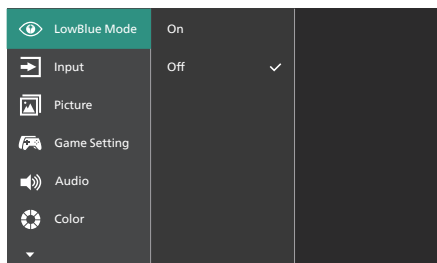 LowBlue Mode
On
Input
Off
Picture
Game Setting
Audio
Color